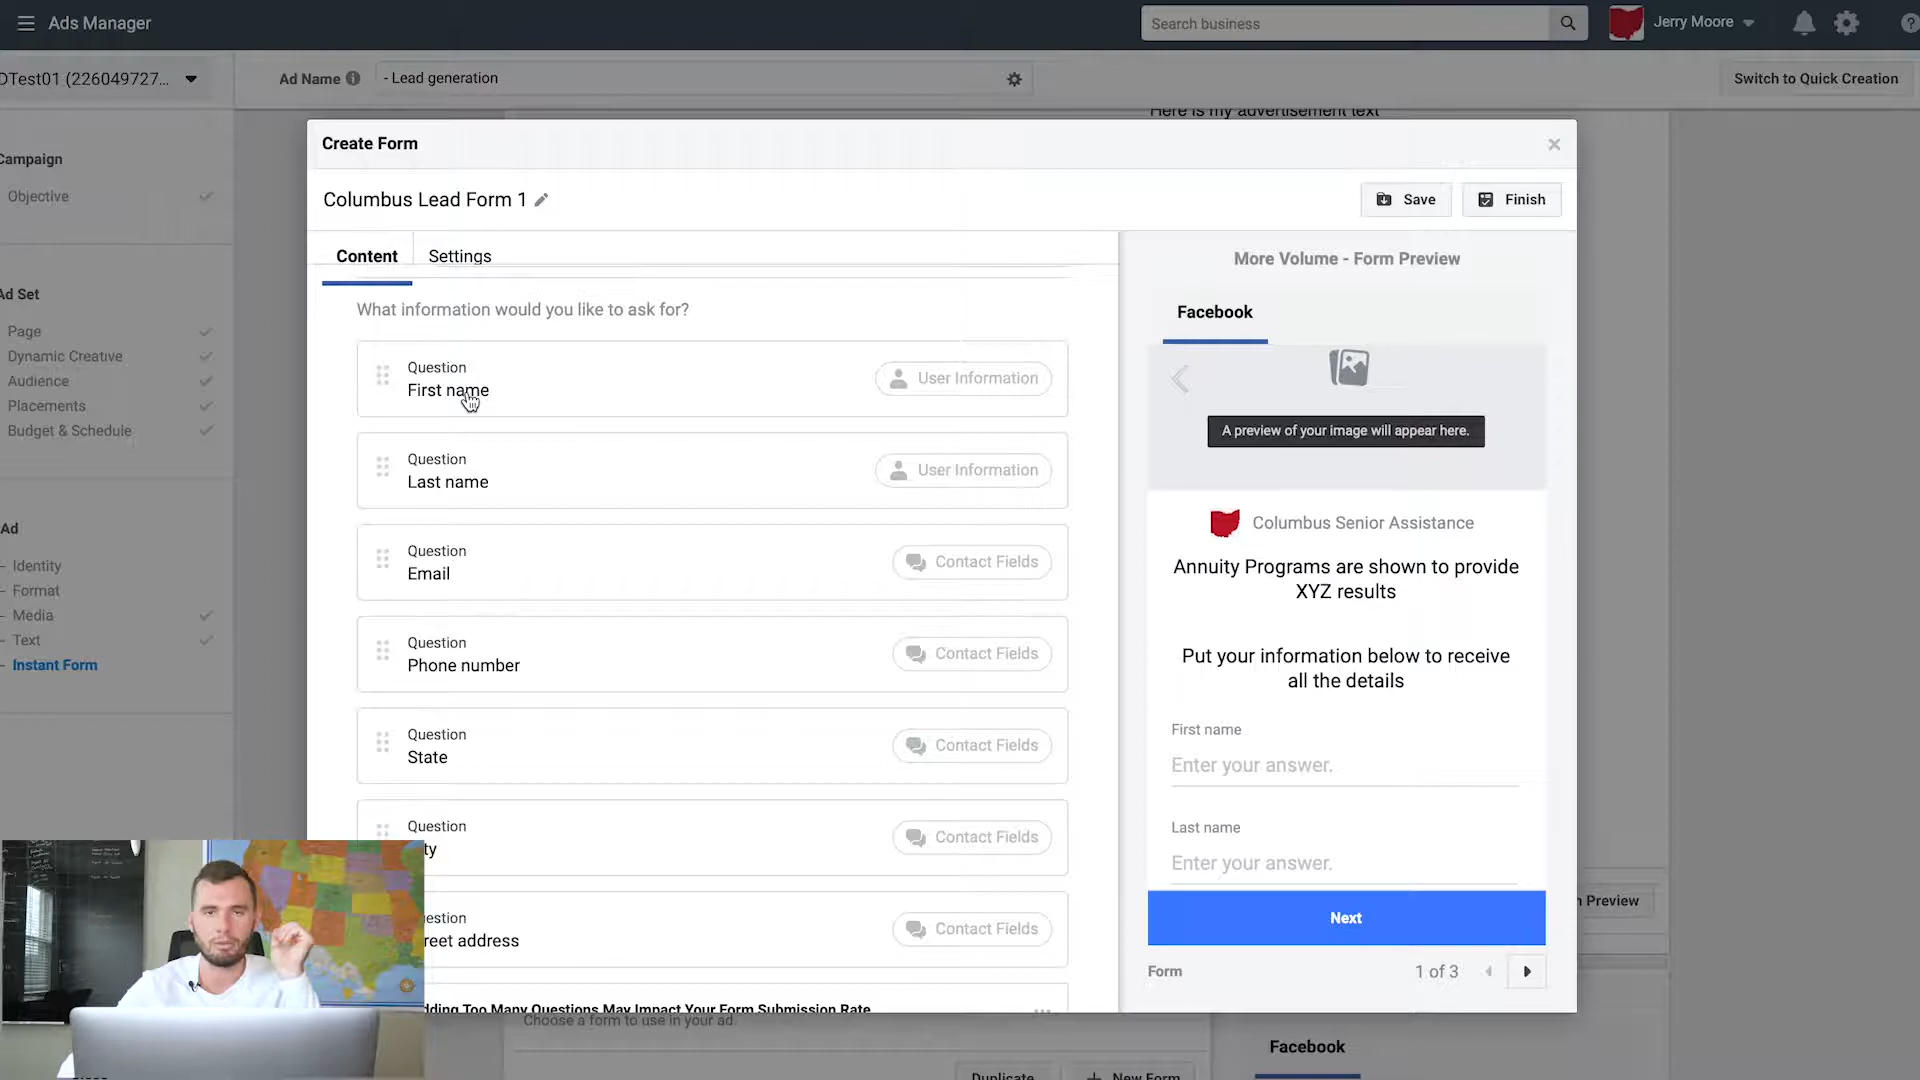 Ads Manager
Search business
Jerry Moore
DTest01 (226049727...
Ad Name
- Lead generation
Switch to Quick Creation
Here is my advertisement text
Campaign
Objective
Ad Set
Page
Dynamic Creative
Audience
Placements
Budget & Schedule
Ad
Identity
Format
Media
Text
Instant Form
Create Form
Columbus Lead Form 1
Save
Finish
Content
Settings
What information would you like to ask for?
Question
First name
User Information
Question
Last name
User Information
Question
Email
Contact Fields
Question
Phone number
Contact Fields
Question
State
Contact Fields
Question
ty
Contact Fields
estion
reet address
Contact Fields
dding Too Many Questions May Impact Your Form Submission Rate
More Volume - Form Preview
Facebook
A preview of your image will appear here.
Columbus Senior Assistance
Annuity Programs are shown to provide
XYZ results
Put your information below to receive
all the details
First name
Enter your answer.
Last name
Enter your answer.
Next
Form
1 of 3
n Preview
Choose a form to use in your ad.
Duplicate
New Form
Facebook